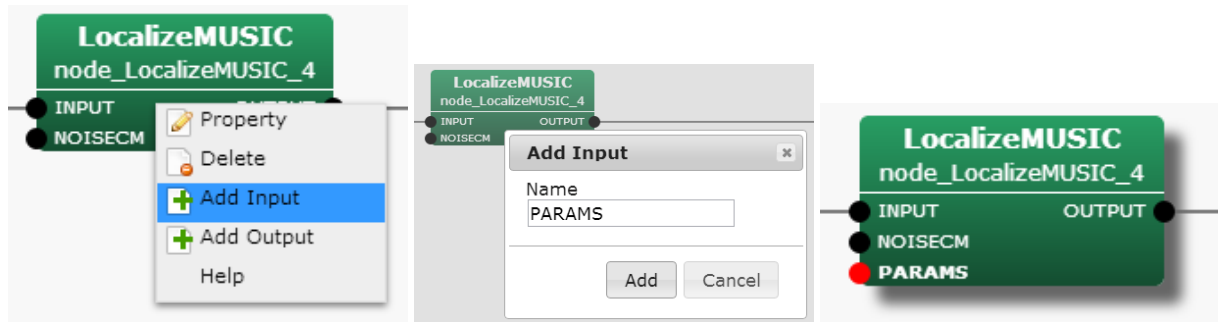 LocalizeMUSIC
node_LocalizeMUSIC_4
INPUT
NOISECM
Property
Delete
Add Input
Add Output
Help
LocalizeMUSIC
node_LocalizeMUSIC_4
INPUT OUTPUT
NOISECM
Add Input
Name
PARAMS
Add Cancel
LocalizeMUSIC
node_LocalizeMUSIC_4
INPUT OUTPUT
NOISECM
PARAMS